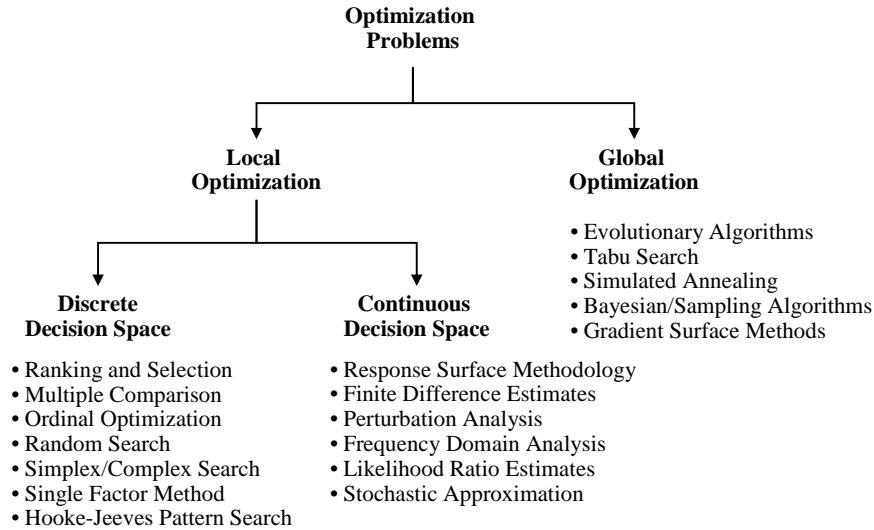 Optimization
Problems
Local
Optimization
Global
Optimization
• Evolutionary Algorithms
• Tabu Search
• Simulated Annealing
• Bayesian/Sampling Algorithms
• Gradient Surface Methods
Discrete
Decision Space
Continuous
Decision Space
• Ranking and Selection
• Multiple Comparison
• Ordinal Optimization
• Random Search
• Simplex/Complex Search
• Single Factor Method
• Hooke-Jeeves Pattern Search
• Response Surface Methodology
• Finite Difference Estimates
• Perturbation Analysis
• Frequency Domain Analysis
• Likelihood Ratio Estimates
• Stochastic Approximation